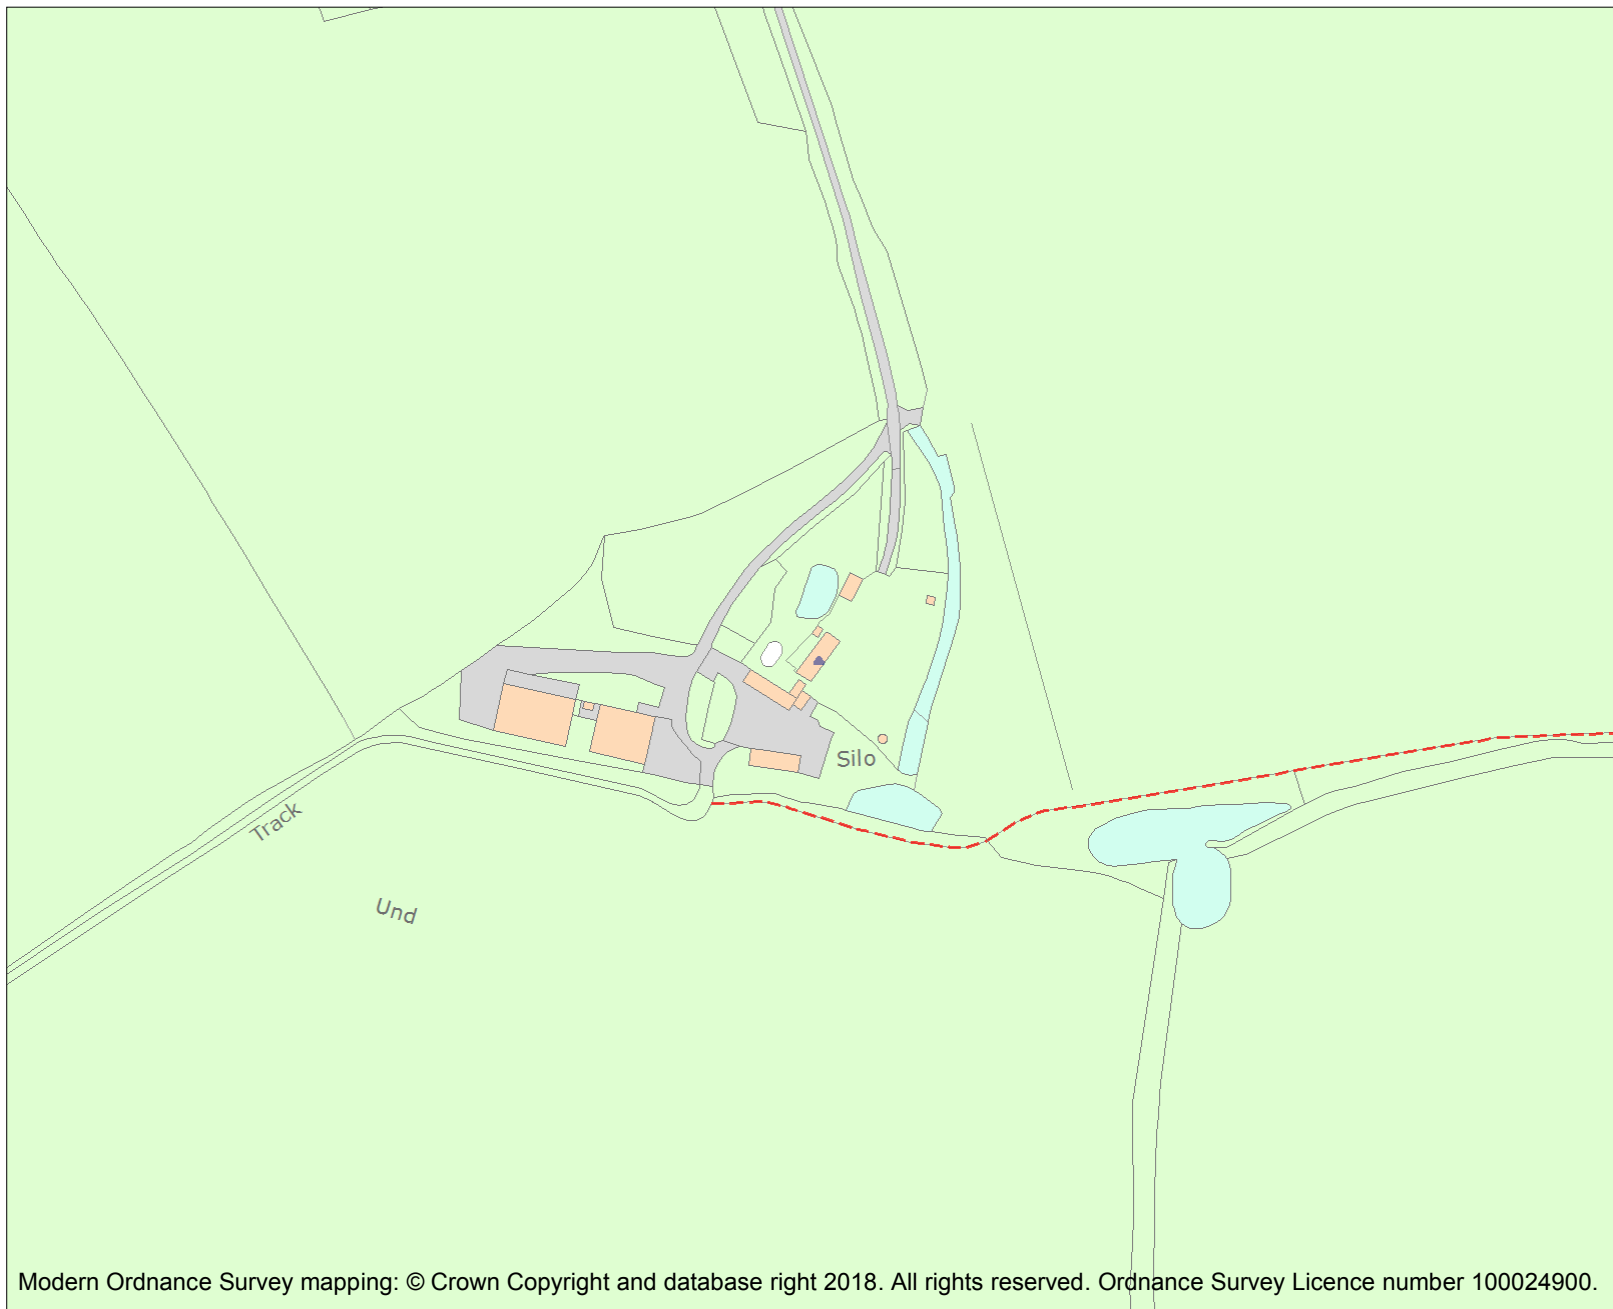 Silo
Track
Und
Modern Ordnance Survey mapping: © Crown Copyright and database right 2018. All rights reserved. Ordnance Survey Licence number 100024900.